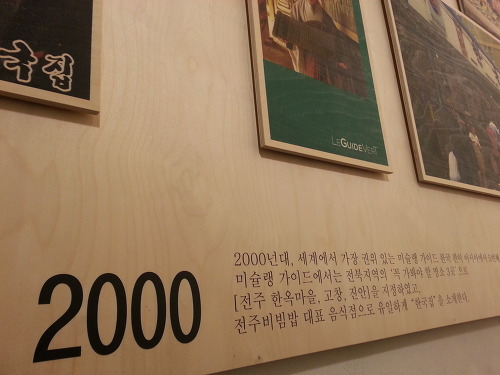 국집
LEGUIDEVERT
2000
2000년대, 세계에서 가장 권위 있는 미슐랭 가이드 한국 편이
미슐랭 가이드에서는 전북지역의 '꼭 가봐야 할 명소 3곳'으로
[전주 한옥마을, 고창, 진안]을 지정하였고,
전주비빔밥 대표 음식점으로 유일하게 "한국집"을 소개한다.